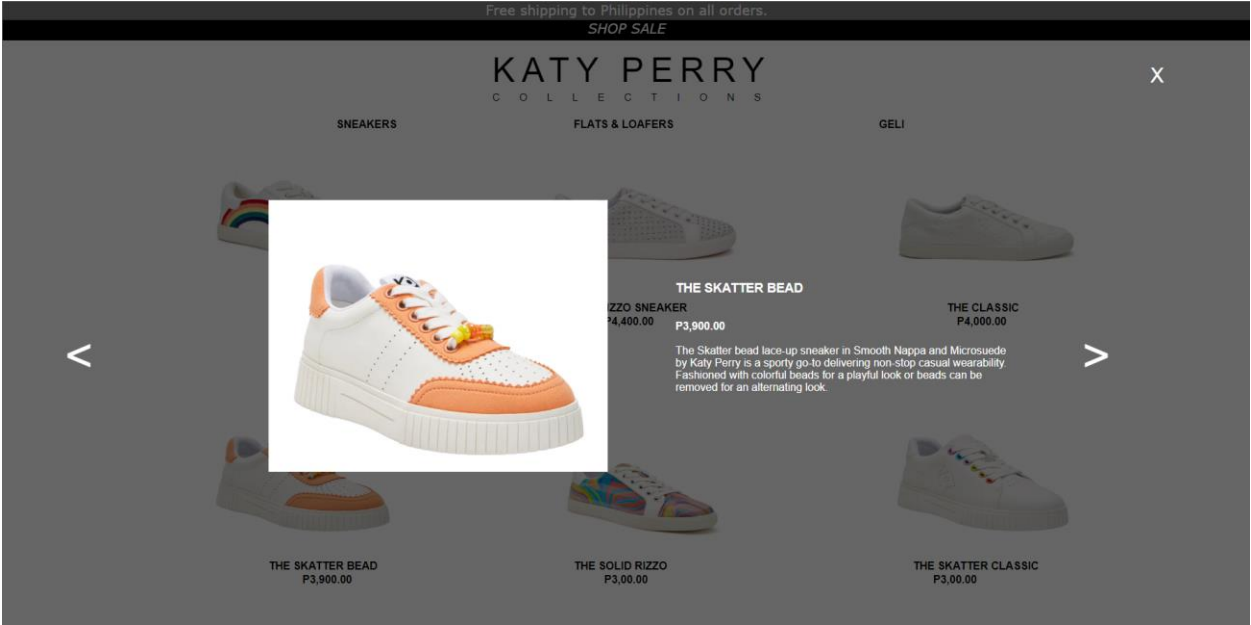 Free shipping to Philippines on all orders.
SHOP SALE
KATY PERRY
COLLECTIONS
X
SNEAKERS
FLATS & LOAFERS
GELI
THE SKATTER BEAD
P3,900.00
The Skatter bead lace-up sneaker in Smooth Nappa and Microsuede
by Katy Perry is a sporty go-to delivering non-stop casual wearability.
Fashioned with colorful beads for a playful look or beads can be
removed for an alternating look.
<
>
IZZO SNEAKER
P4,400.00
THE CLASSIC
P4,000.00
THE SKATTER BEAD
P3,900.00
THE SOLID RIZZO
P3,00.00
THE SKATTER CLASSIC
P3,00.00